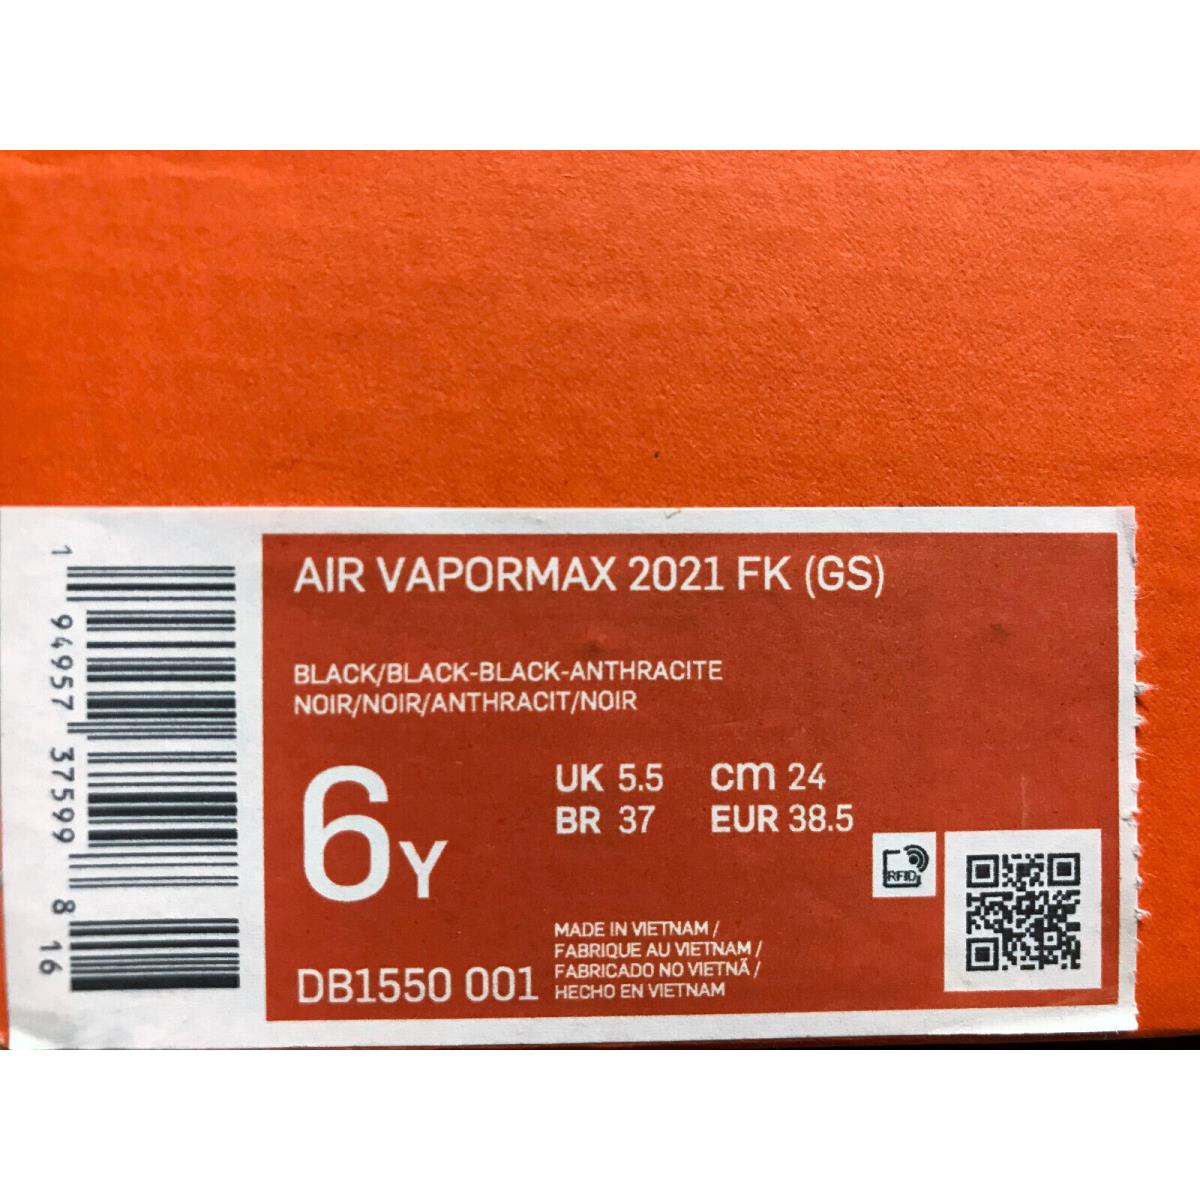 AIR VAPORMAX 2021 FK (GS)
BLACK/BLACK-BLACK-ANTHRACITE
NOIR/NOIR/ANTHRACIT/NOIR
6Y
UK 5.5 cm 24
BR 37 EUR 38.5
RFID
MADE IN VIETNAM /
FABRIQUE AU VIETNAM /
FABRICADO NO VIETNÃ /
HECHO EN VIETNAM
DB1550 001
1 94957 37599 8 16